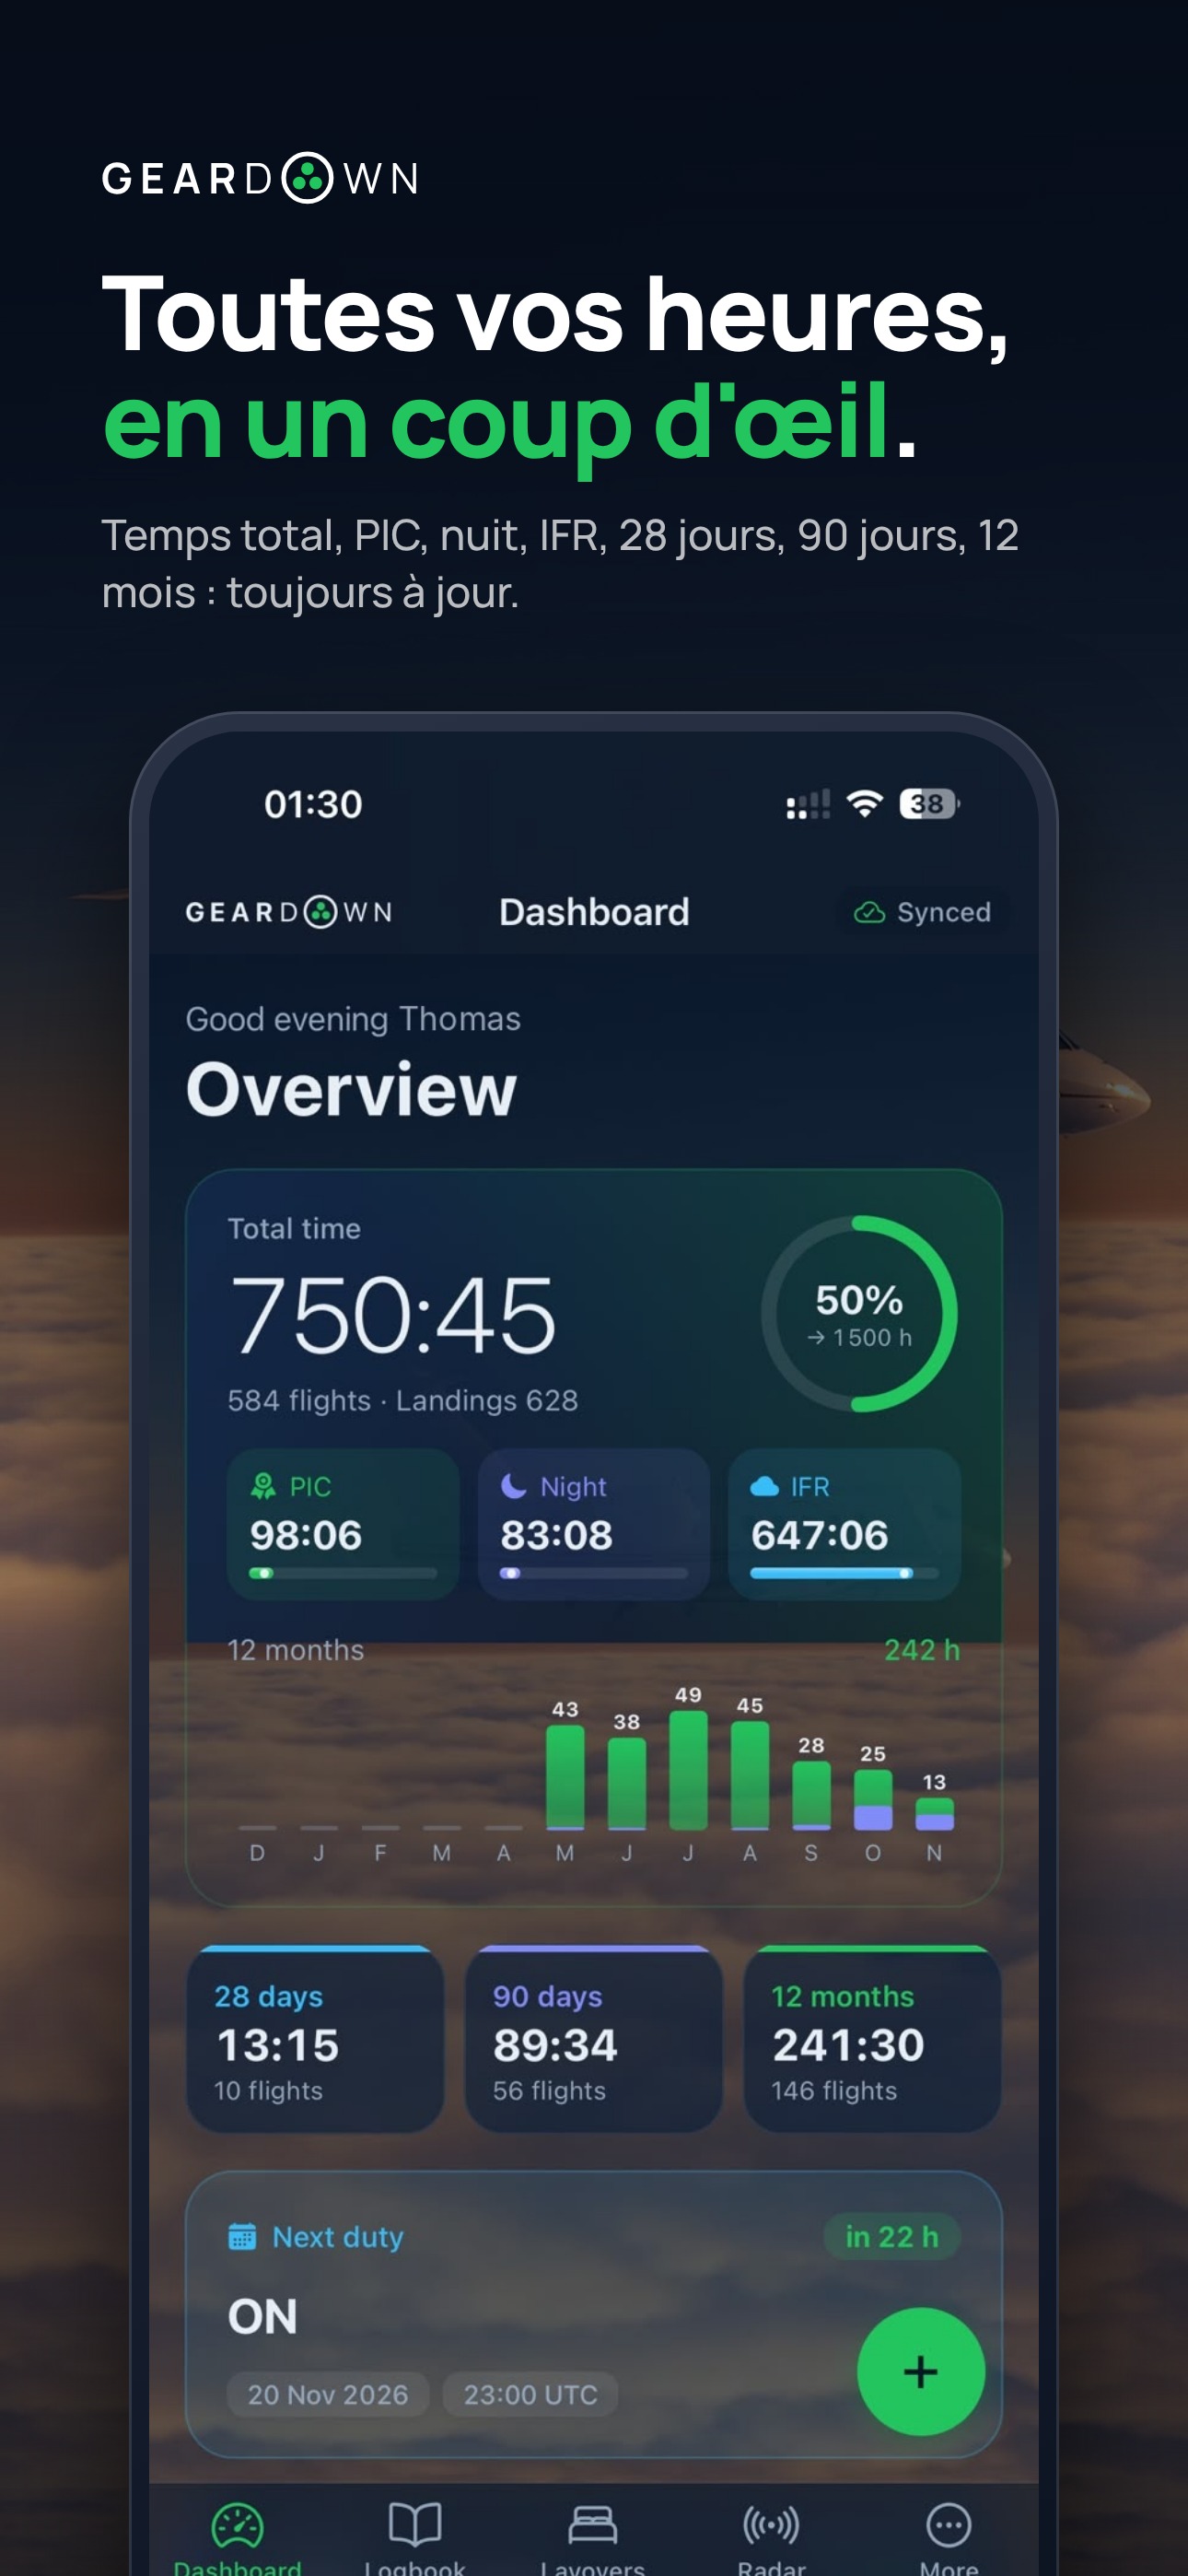 GEARDOWN
Toutes vos heures,
en un coup d'œil.
Temps total, PIC, nuit, IFR, 28 jours, 90 jours, 12
mois : toujours à jour.
01:30
38
GEARDOWN
Dashboard
Synced
Good evening Thomas
Overview
Total time
750:45
584 flights · Landings 628
50%
→ 1 500 h
PIC
98:06
Night
83:08
IFR
647:06
12 months
242 h
43 38 49 45 28 25 13
D J F M A M J J A S O N
28 days
13:15
10 flights
90 days
89:34
56 flights
12 months
241:30
146 flights
Next duty
in 22 h
ON
20 Nov 2026
23:00 UTC
+
Dashboard
Logbook
Layovers
Radar
More